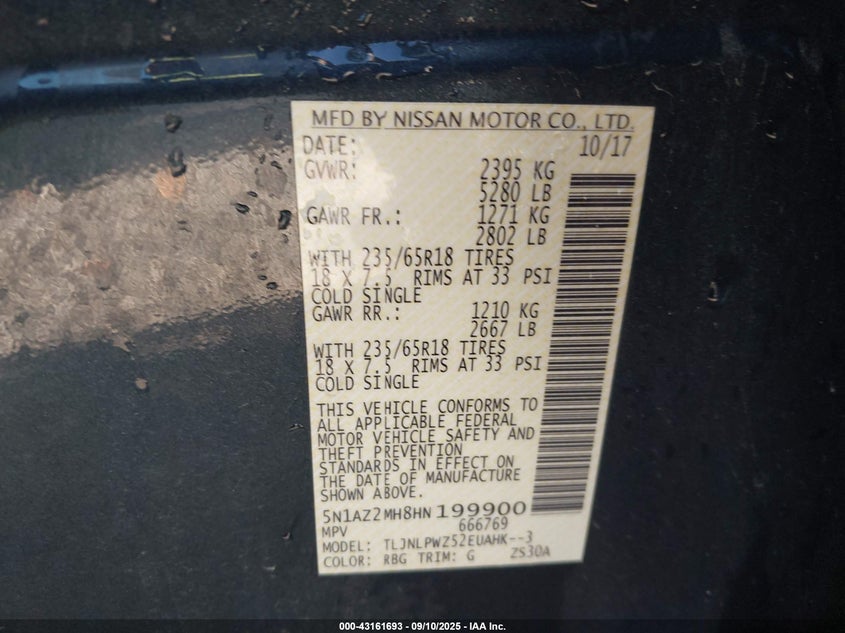 MFD BY NISSAN MOTOR CO., LTD.
DATE: 10/17
GVWR: 2395 KG
5280 LB
GAWR FR.: 1271 KG
2802 LB
WITH 235/65R18 TIRES
18 X 7.5 RIMS AT 33 PSI
COLD SINGLE
GAWR RR.: 1210 KG
2667 LB
WITH 235/65R18 TIRES
18 X 7.5 RIMS AT 33 PSI
COLD SINGLE
THIS VEHICLE CONFORMS TO
ALL APPLICABLE FEDERAL
MOTOR VEHICLE SAFETY AND
THEFT PREVENTION
STANDARDS IN EFFECT ON
THE DATE OF MANUFACTURE
SHOWN ABOVE.
5N1AZ2MH8HN199900
MPV 666769
MODEL: TLJNLPWZ52EUAHK--3
COLOR: RBG TRIM: G ZS30A
000-43161693 - 09/10/2025 - IAA Inc.